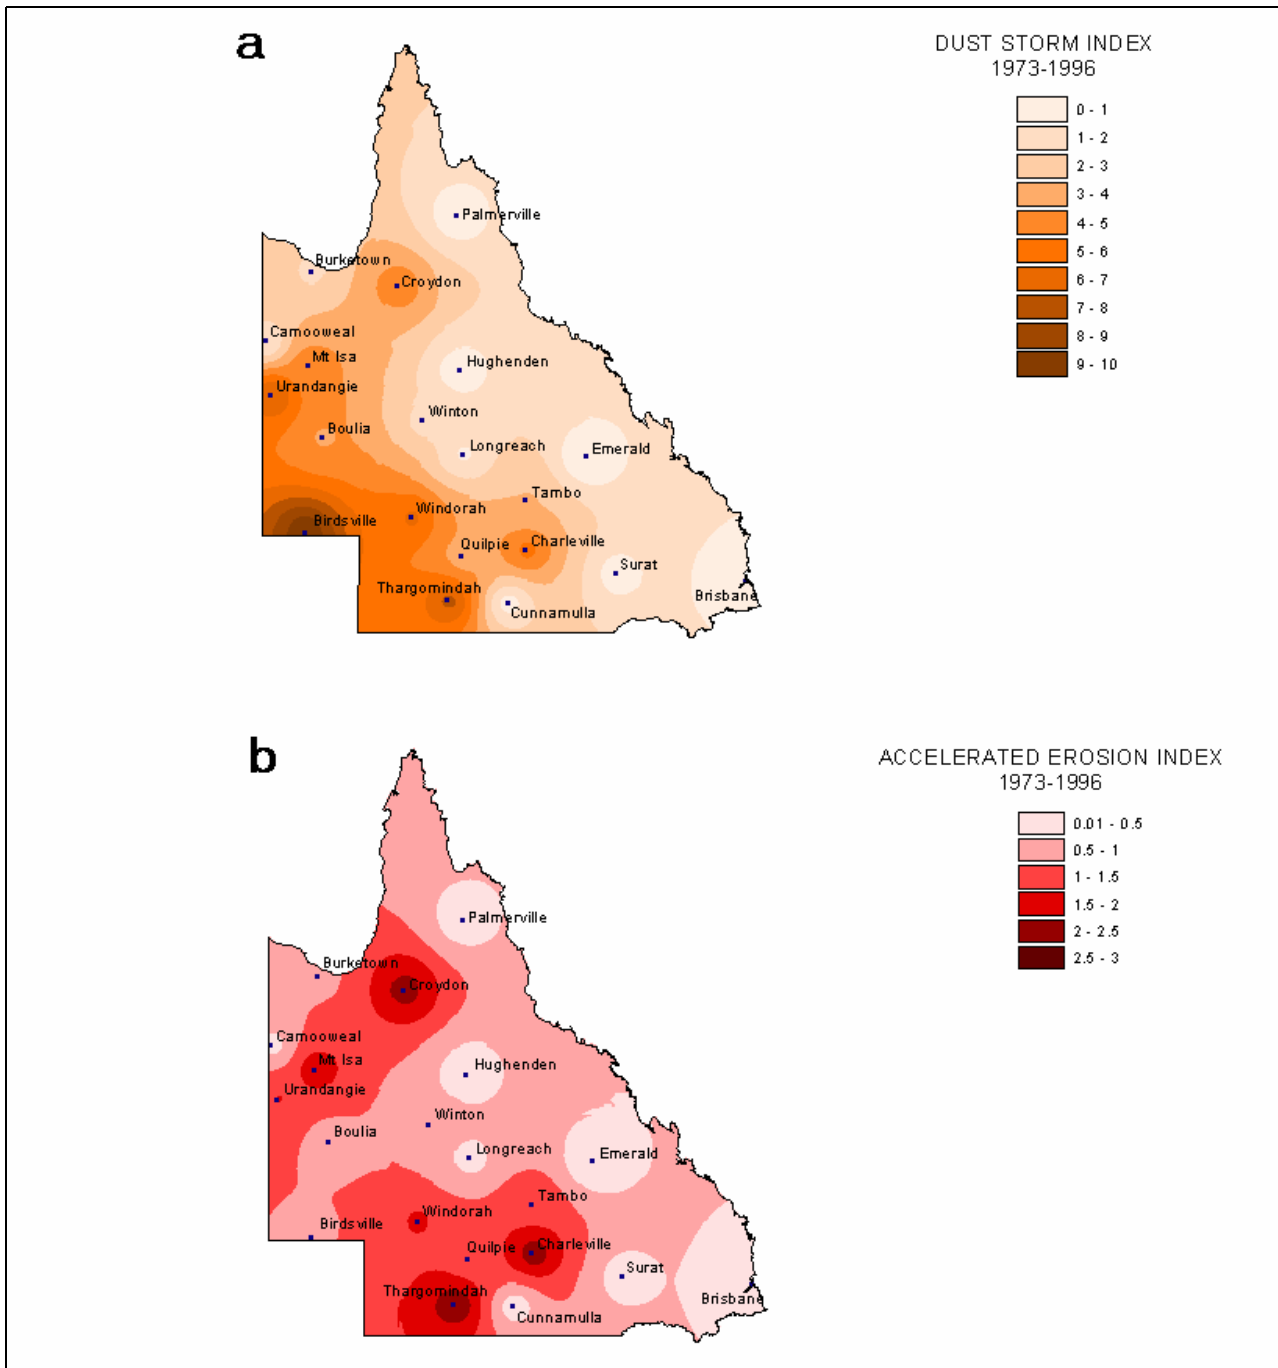 a
DUST STORM INDEX
1973-1996
0 - 1
1 - 2
2 - 3
3 - 4
4 - 5
5 - 6
6 - 7
7 - 8
8 - 9
9 - 10
Palmerville
Burketown
Croydon
Camooweal
Mt Isa
Hughenden
Urandangie
Winton
Boulia
Longreach
Emerald
Tambo
Windorah
Birdsville
Charleville
Quilpie
Surat
Thargomindah
Brisbane
Cunnamulla
b
ACCELERATED EROSION INDEX
1973-1996
0.01 - 0.5
0.5 - 1
1 - 1.5
1.5 - 2
2 - 2.5
2.5 - 3
Palmerville
Burketown
Croydon
Camooweal
Mt Isa
Hughenden
Urandangie
Winton
Boulia
Longreach
Emerald
Tambo
Windorah
Birdsville
Charleville
Quilpie
Surat
Thargomindah
Brisbane
Cunnamulla